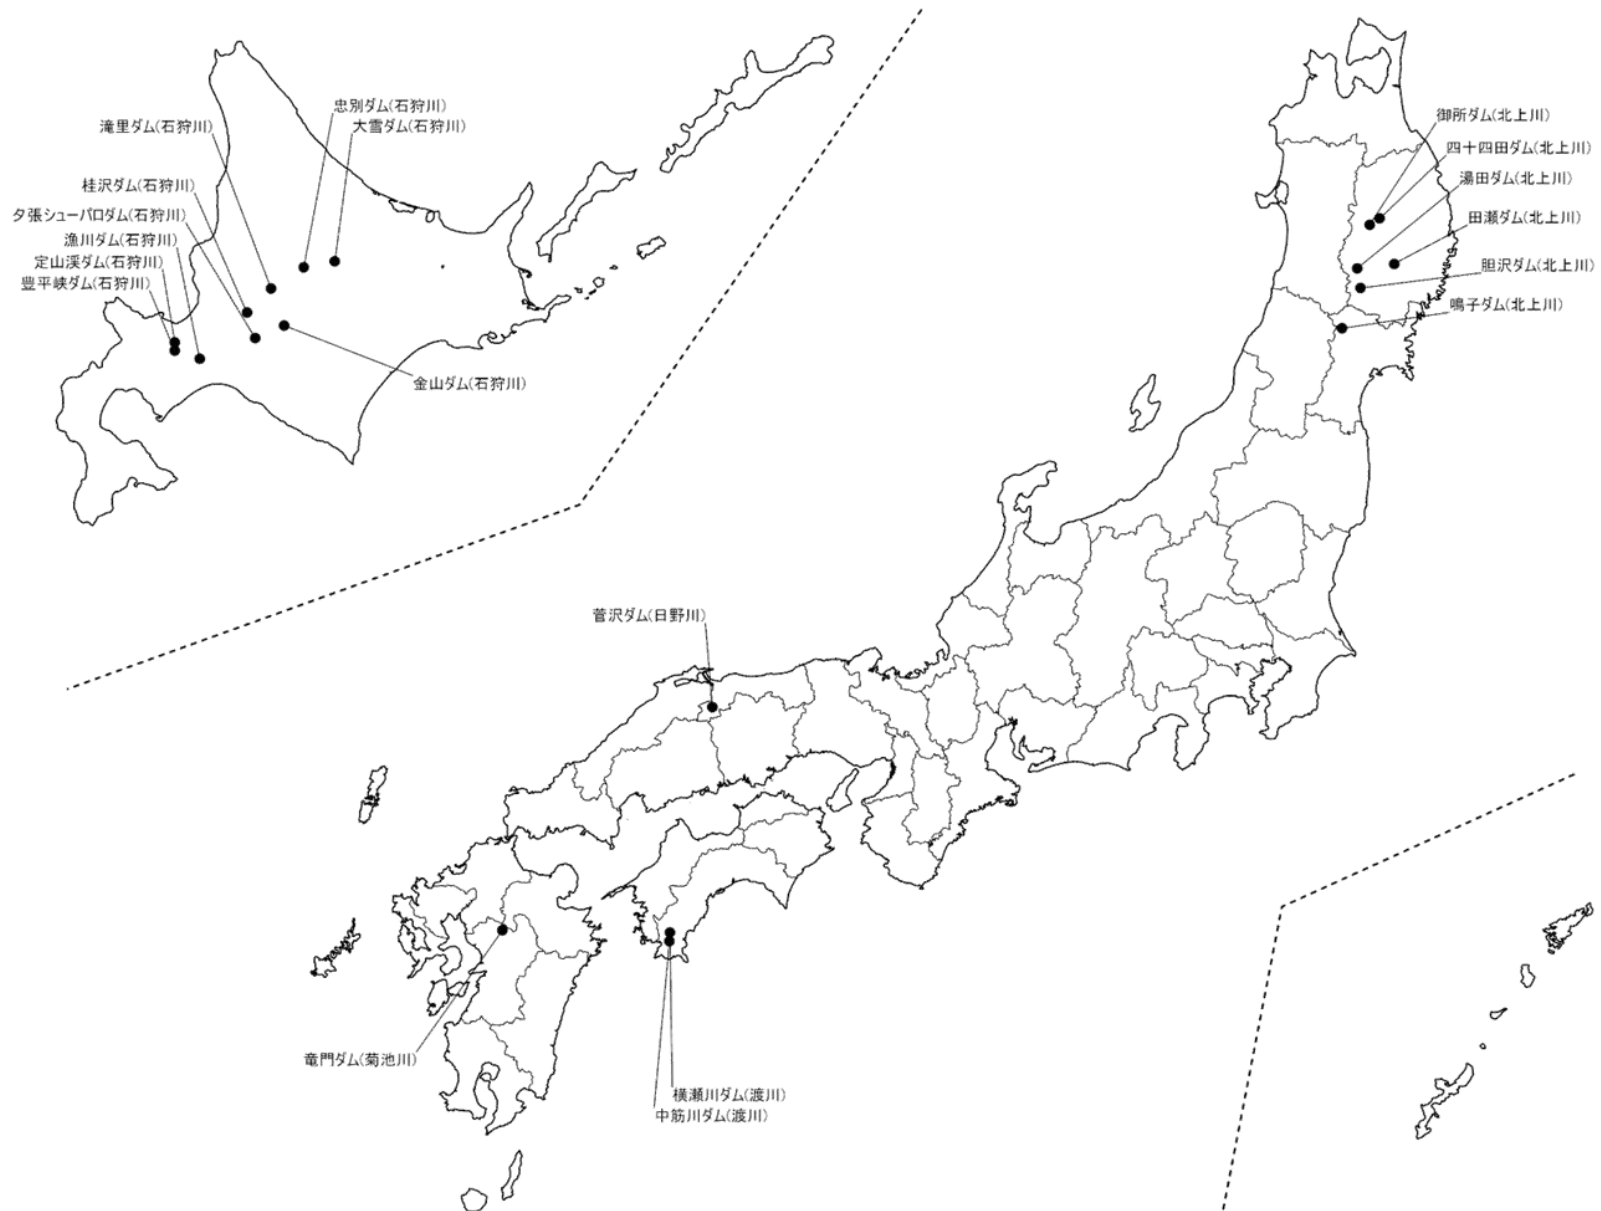 忠別ダム(石狩川)
大雪ダム(石狩川)
滝里ダム(石狩川)
桂沢ダム(石狩川)
夕張シューパロダム(石狩川)
漁川ダム(石狩川)
定山渓ダム(石狩川)
豊平峡ダム(石狩川)
金山ダム(石狩川)
御所ダム(北上川)
四十四田ダム(北上川)
湯田ダム(北上川)
田瀬ダム(北上川)
胆沢ダム(北上川)
鳴子ダム(北上川)
菅沢ダム(日野川)
竜門ダム(菊池川)
横瀬川ダム(渡川)
中筋川ダム(渡川)